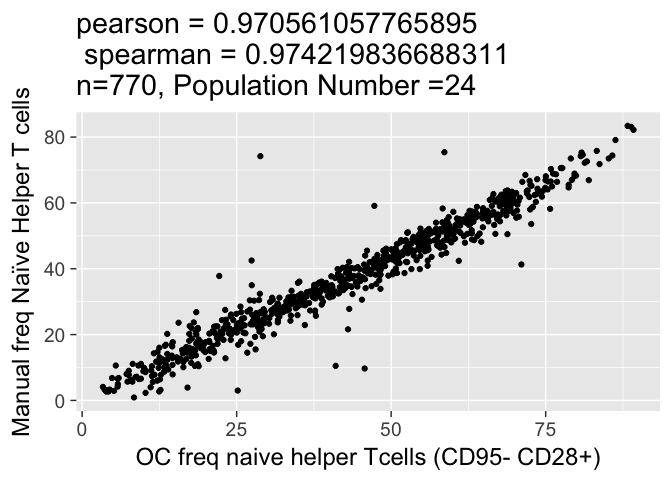 pearson = 0.970561057765895
spearman = 0.974219836688311
n=770, Population Number =24
Manual freq Naïve Helper T cells
80
60
40
20
0
0 25 50 75
OC freq naive helper Tcells (CD95- CD28+)